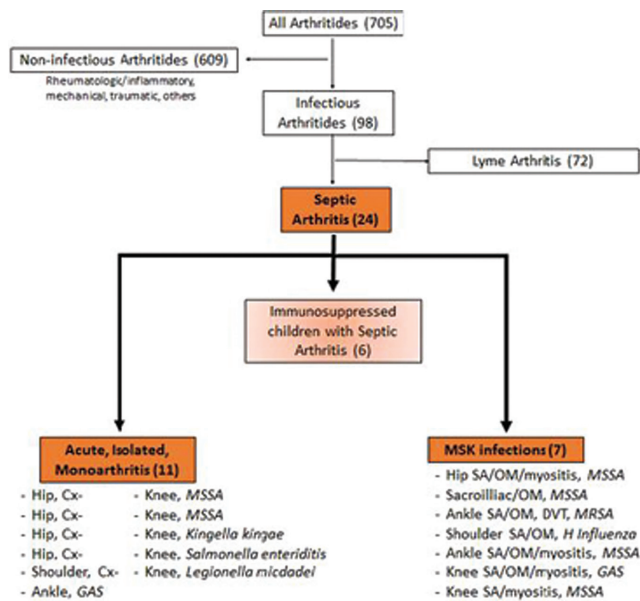 All Arthritides (705)
Non-infectious Arthritides (609)
Rheumatologic/inflammatory,
mechanical, traumatic, others
Infectious
Arthritides (98)
Lyme Arthritis (72)
Septic
Arthritis (24)
Immunosuppressed
children with Septic
Arthritis (6)
Acute, Isolated,
Monoarthritis (11)
- Hip, Cx-
- Hip, Cx-
- Hip, Cx-
- Hip, Cx-
- Shoulder, Cx-
- Ankle, GAS
- Knee, MSSA
- Knee, MSSA
- Knee, Kingella kingae
- Knee, Salmonella enteriditis
- Knee, Legionella micdadei
MSK infections (7)
- Hip SA/OM/myositis, MSSA
- Sacroilliac/OM, MSSA
- Ankle SA/OM, DVT, MRSA
- Shoulder SA/OM, H Influenza
- Ankle SA/OM/myositis, MSSA
- Knee SA/OM/myositis, GAS
- Knee SA/myositis, MSSA